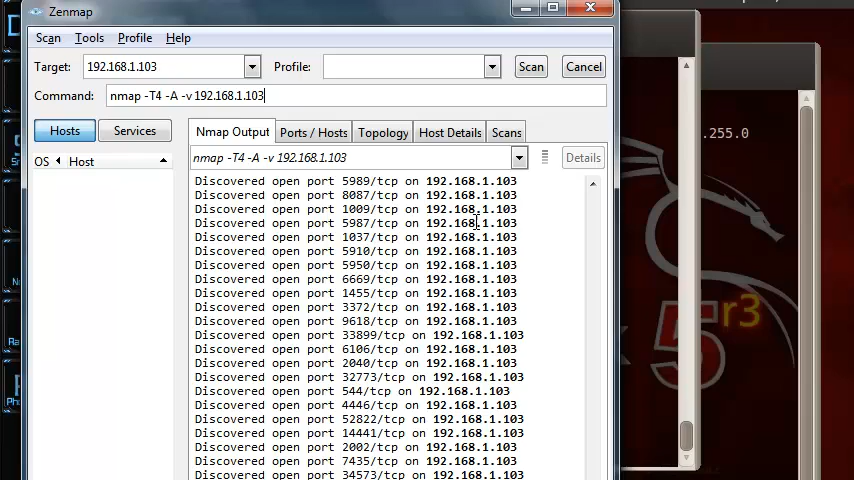 Zenmap
Scan Tools Profile Help
Target: 192.168.1.103 Profile: Scan Cancel
Command: nmap -T4 -A -v 192.168.1.103
Hosts Services Nmap Output Ports / Hosts Topology Host Details Scans
.255.0
OS Host nmap -T4 -A -v 192.168.1.103 Details
Discovered open port 5989/tcp on 192.168.1.103
Discovered open port 8087/tcp on 192.168.1.103
Discovered open port 1009/tcp on 192.168.1.103
Discovered open port 5987/tcp on 192.168.1.103
Discovered open port 1037/tcp on 192.168.1.103
Discovered open port 5910/tcp on 192.168.1.103
Discovered open port 5950/tcp on 192.168.1.103
Discovered open port 6669/tcp on 192.168.1.103
Discovered open port 1455/tcp on 192.168.1.103
Discovered open port 3372/tcp on 192.168.1.103
Discovered open port 9618/tcp on 192.168.1.103
Discovered open port 33899/tcp on 192.168.1.103
Discovered open port 6106/tcp on 192.168.1.103
Discovered open port 2040/tcp on 192.168.1.103
Discovered open port 32773/tcp on 192.168.1.103
Discovered open port 544/tcp on 192.168.1.103
Discovered open port 4446/tcp on 192.168.1.103
Discovered open port 52822/tcp on 192.168.1.103
Discovered open port 14441/tcp on 192.168.1.103
Discovered open port 2002/tcp on 192.168.1.103
Discovered open port 7435/tcp on 192.168.1.103
Discovered open port 34573/tcp on 192.168.1.103
5 r3